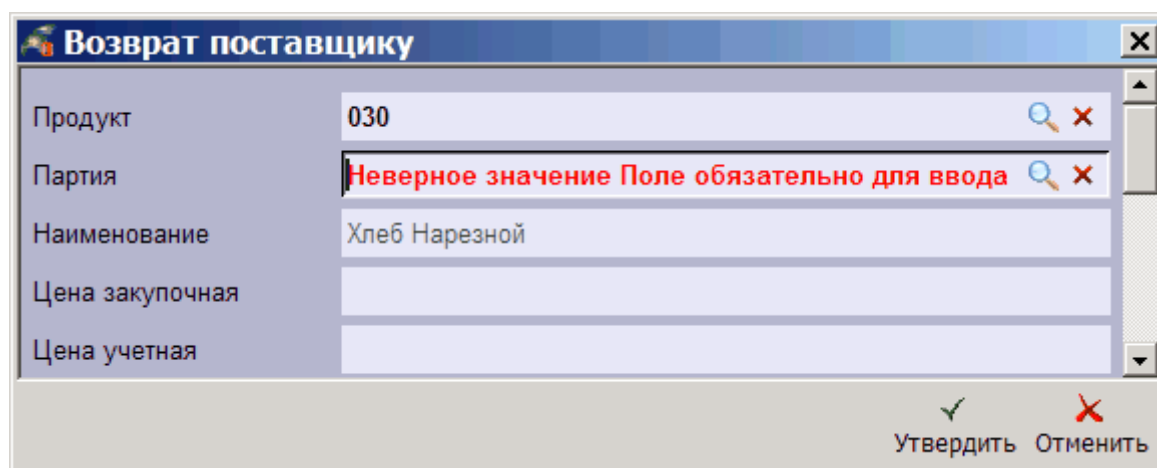 Возврат поставщику
Продукт 030
Партия Неверное значение Поле обязательно для ввода
Наименование Хлеб Нарезной
Цена закупочная
Цена учетная
Утвердить Отменить